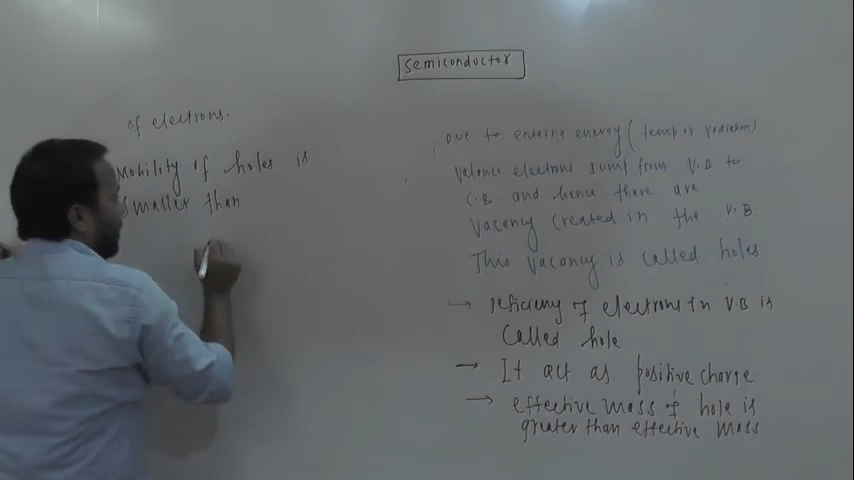 Semiconductor
Due to external energy ( temp or radiation)
valence electrons jump from V.B to
C.B and hence there are
vacancy created in the V.B
This vacancy is called holes.
→ deficiency of electrons in V.B is
called hole
→ It act as positive charge
→ effective mass of hole is
greater than effective mass
of electrons.
Mobility of holes is
smaller than